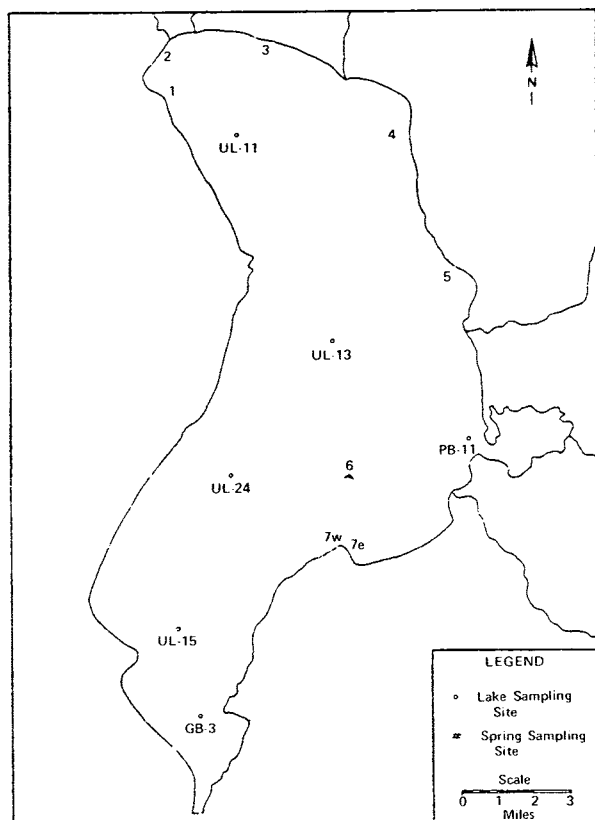 2
3
1
N
4
UL-11
5
UL-13
PB-11
6
UL-24
7w 7e
UL-15
GB-3
LEGEND
Lake Sampling
Site
# Spring Sampling
Site
Scale
0 1 2 3
Miles